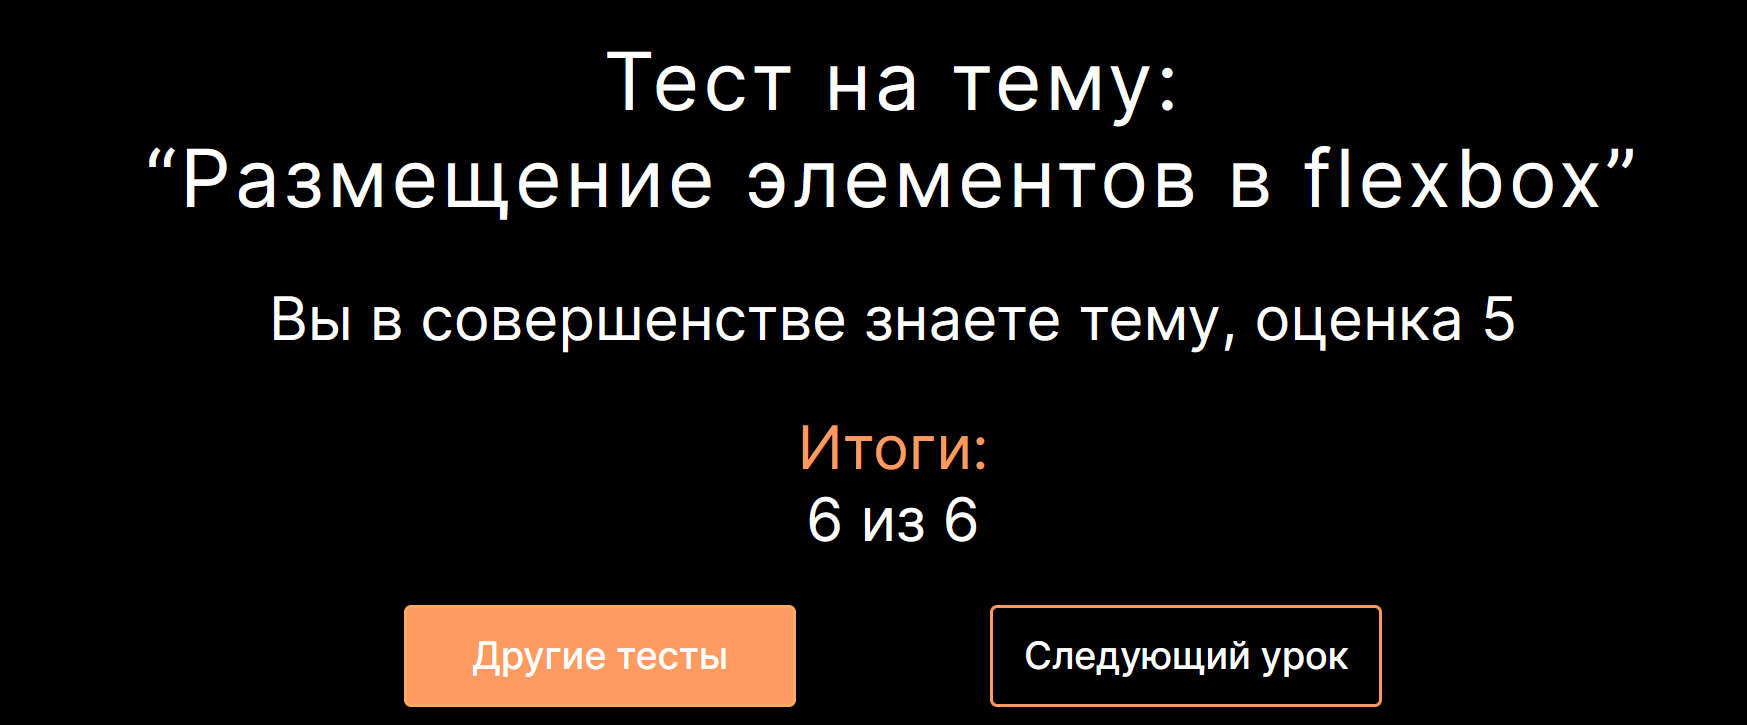 Тест на тему:
“Размещение элементов в flexbox”
Вы в совершенстве знаете тему, оценка 5
Итоги:
6 из 6
Другие тесты
Следующий урок